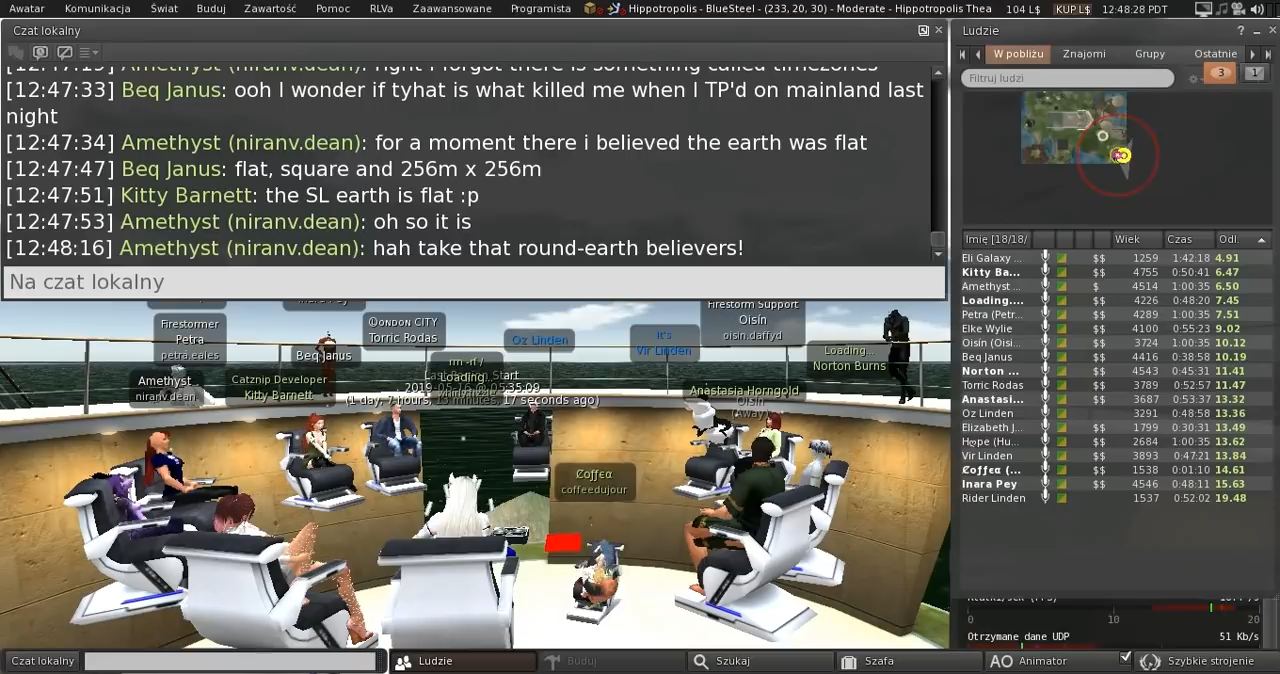 Awatar Komunikacja Świat Buduj Zawartość Pomoc RLVa Zaawansowane Programista Hippotropolis - BlueSteel - (233, 20, 30) - Moderate - Hippotropolis Thea 104 L$ KUP L$ 12:48:28 PDT
Czat lokalny
[12:47:33] Beq Janus: ooh I wonder if tyhat is what killed me when I TP'd on mainland last
night
[12:47:34] Amethyst (niranv.dean): for a moment there i believed the earth was flat
[12:47:47] Beq Janus: flat, square and 256m x 256m
[12:47:51] Kitty Barnett: the SL earth is flat :p
[12:47:53] Amethyst (niranv.dean): oh so it is
[12:48:16] Amethyst (niranv.dean): hah take that round-earth believers!
Na czat lokalny
Firestormer
Petra
petra.eales
ⓛONDON CITY
Torric Rodas
Oz Linden
It's
Vir Linden
Firestorm Support
Oisín
oisin.daffyd
Beq Janus
Loading...
Norton Burns
Amethyst
niranv.dean
Catznip Developer
Kitty Barnett
Loading...
2019-05-16 @ 05:35:09
(1 day, 7 hours, 13 minutes, 17 seconds ago)
Anastasia Horngold
Oisín
(Away)
Coffee
coffeedujour
Ludzie
W pobliżu Znajomi Grupy Ostatnie
Filtruj ludzi 3 1
Imię [18/18/ Wiek Czas Odl.
Eli Galaxy ... $$ 1259 1:42:18 4.91
Kitty Ba... $$ 4755 0:50:41 6.47
Amethyst ... $$ 4514 1:00:35 6.50
Loading.... $$ 4226 0:48:20 7.45
Petra (Petr... $$ 4289 1:00:35 7.51
Elke Wylie $$ 4100 0:55:23 9.02
Oisín (Oisi... $$ 3724 1:00:35 10.12
Beq Janus $$ 4416 0:38:58 10.19
Norton ... $$ 4543 0:45:31 11.41
Torric Rodas $$ 3789 0:52:57 11.47
Anastasi... $$ 3687 0:53:37 13.32
Oz Linden 3291 0:48:58 13.36
Elizabeth J... $$ 1799 0:30:31 13.49
Hope (Hu... $$ 2684 1:00:35 13.62
Vir Linden $$ 3893 0:47:21 13.84
Coffee (... $$ 1538 0:01:10 14.61
Inara Pey $$ 4546 0:48:11 15.63
Rider Linden 1537 0:52:02 19.48
0 10 20
Otrzymane dane UDP 51 Kb/s
Czat lokalny Ludzie Buduj Szukaj Szafa AO Animator Szybkie strojenie